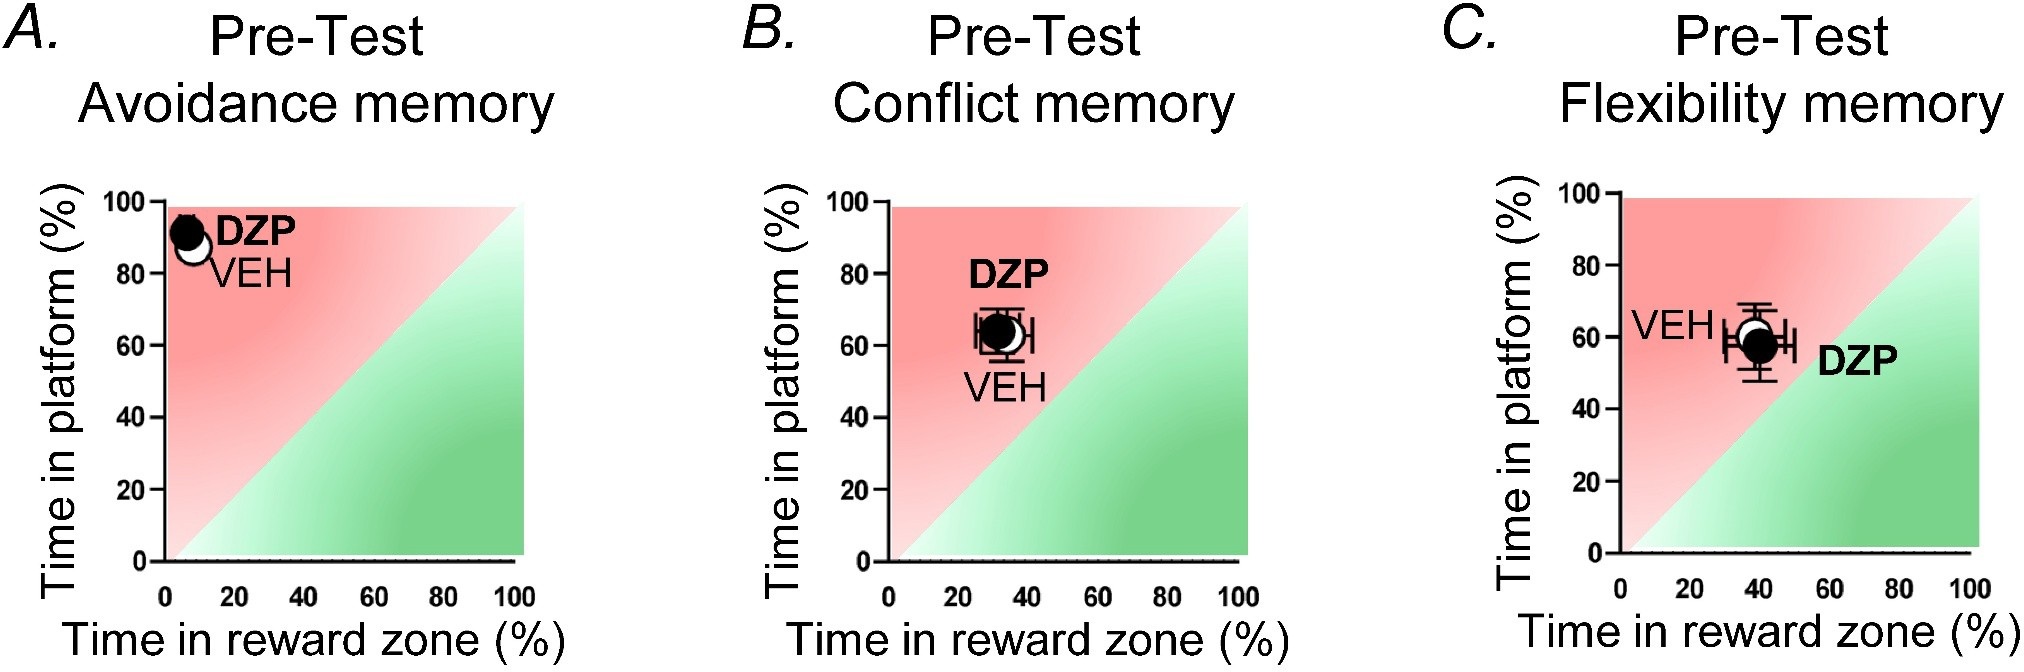 A.
Pre-Test
Avoidance memory
Time in platform (%)
100
80
60
40
20
0
DZP
VEH
0 20 40 60 80 100
Time in reward zone (%)
B.
Pre-Test
Conflict memory
Time in platform (%)
100
80
60
40
20
0
DZP
VEH
0 20 40 60 80 100
Time in reward zone (%)
C.
Pre-Test
Flexibility memory
Time in platform (%)
100
80
60
40
20
0
VEH
DZP
0 20 40 60 80 100
Time in reward zone (%)